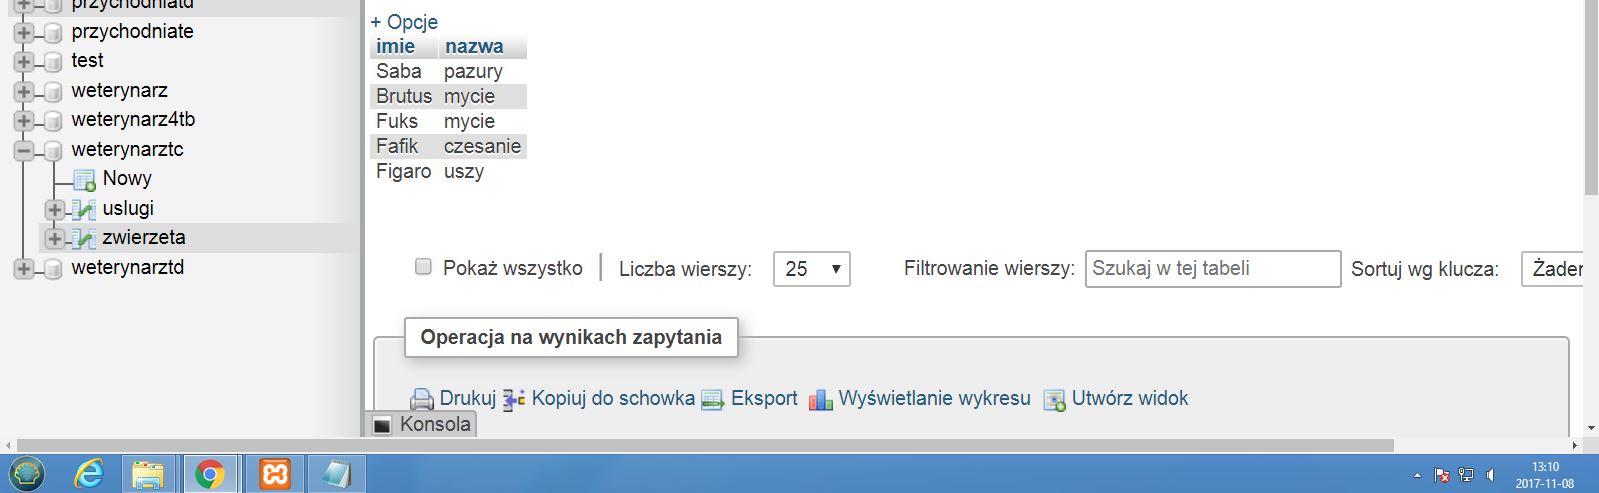 przychodniatd
przychodniate
test
weterynarz
weterynarz4tb
weterynarztc
Nowy
uslugi
zwierzeta
weterynarztd
+ Opcje
imie nazwa
Saba pazury
Brutus mycie
Fuks mycie
Fafik czesanie
Figaro uszy
Pokaż wszystko Liczba wierszy: 25 Filtrowanie wierszy: Szukaj w tej tabeli Sortuj wg klucza: Żaden
Operacja na wynikach zapytania
Drukuj Kopiuj do schowka Eksport Wyświetlanie wykresu Utwórz widok
Konsola
13:10
2017-11-08